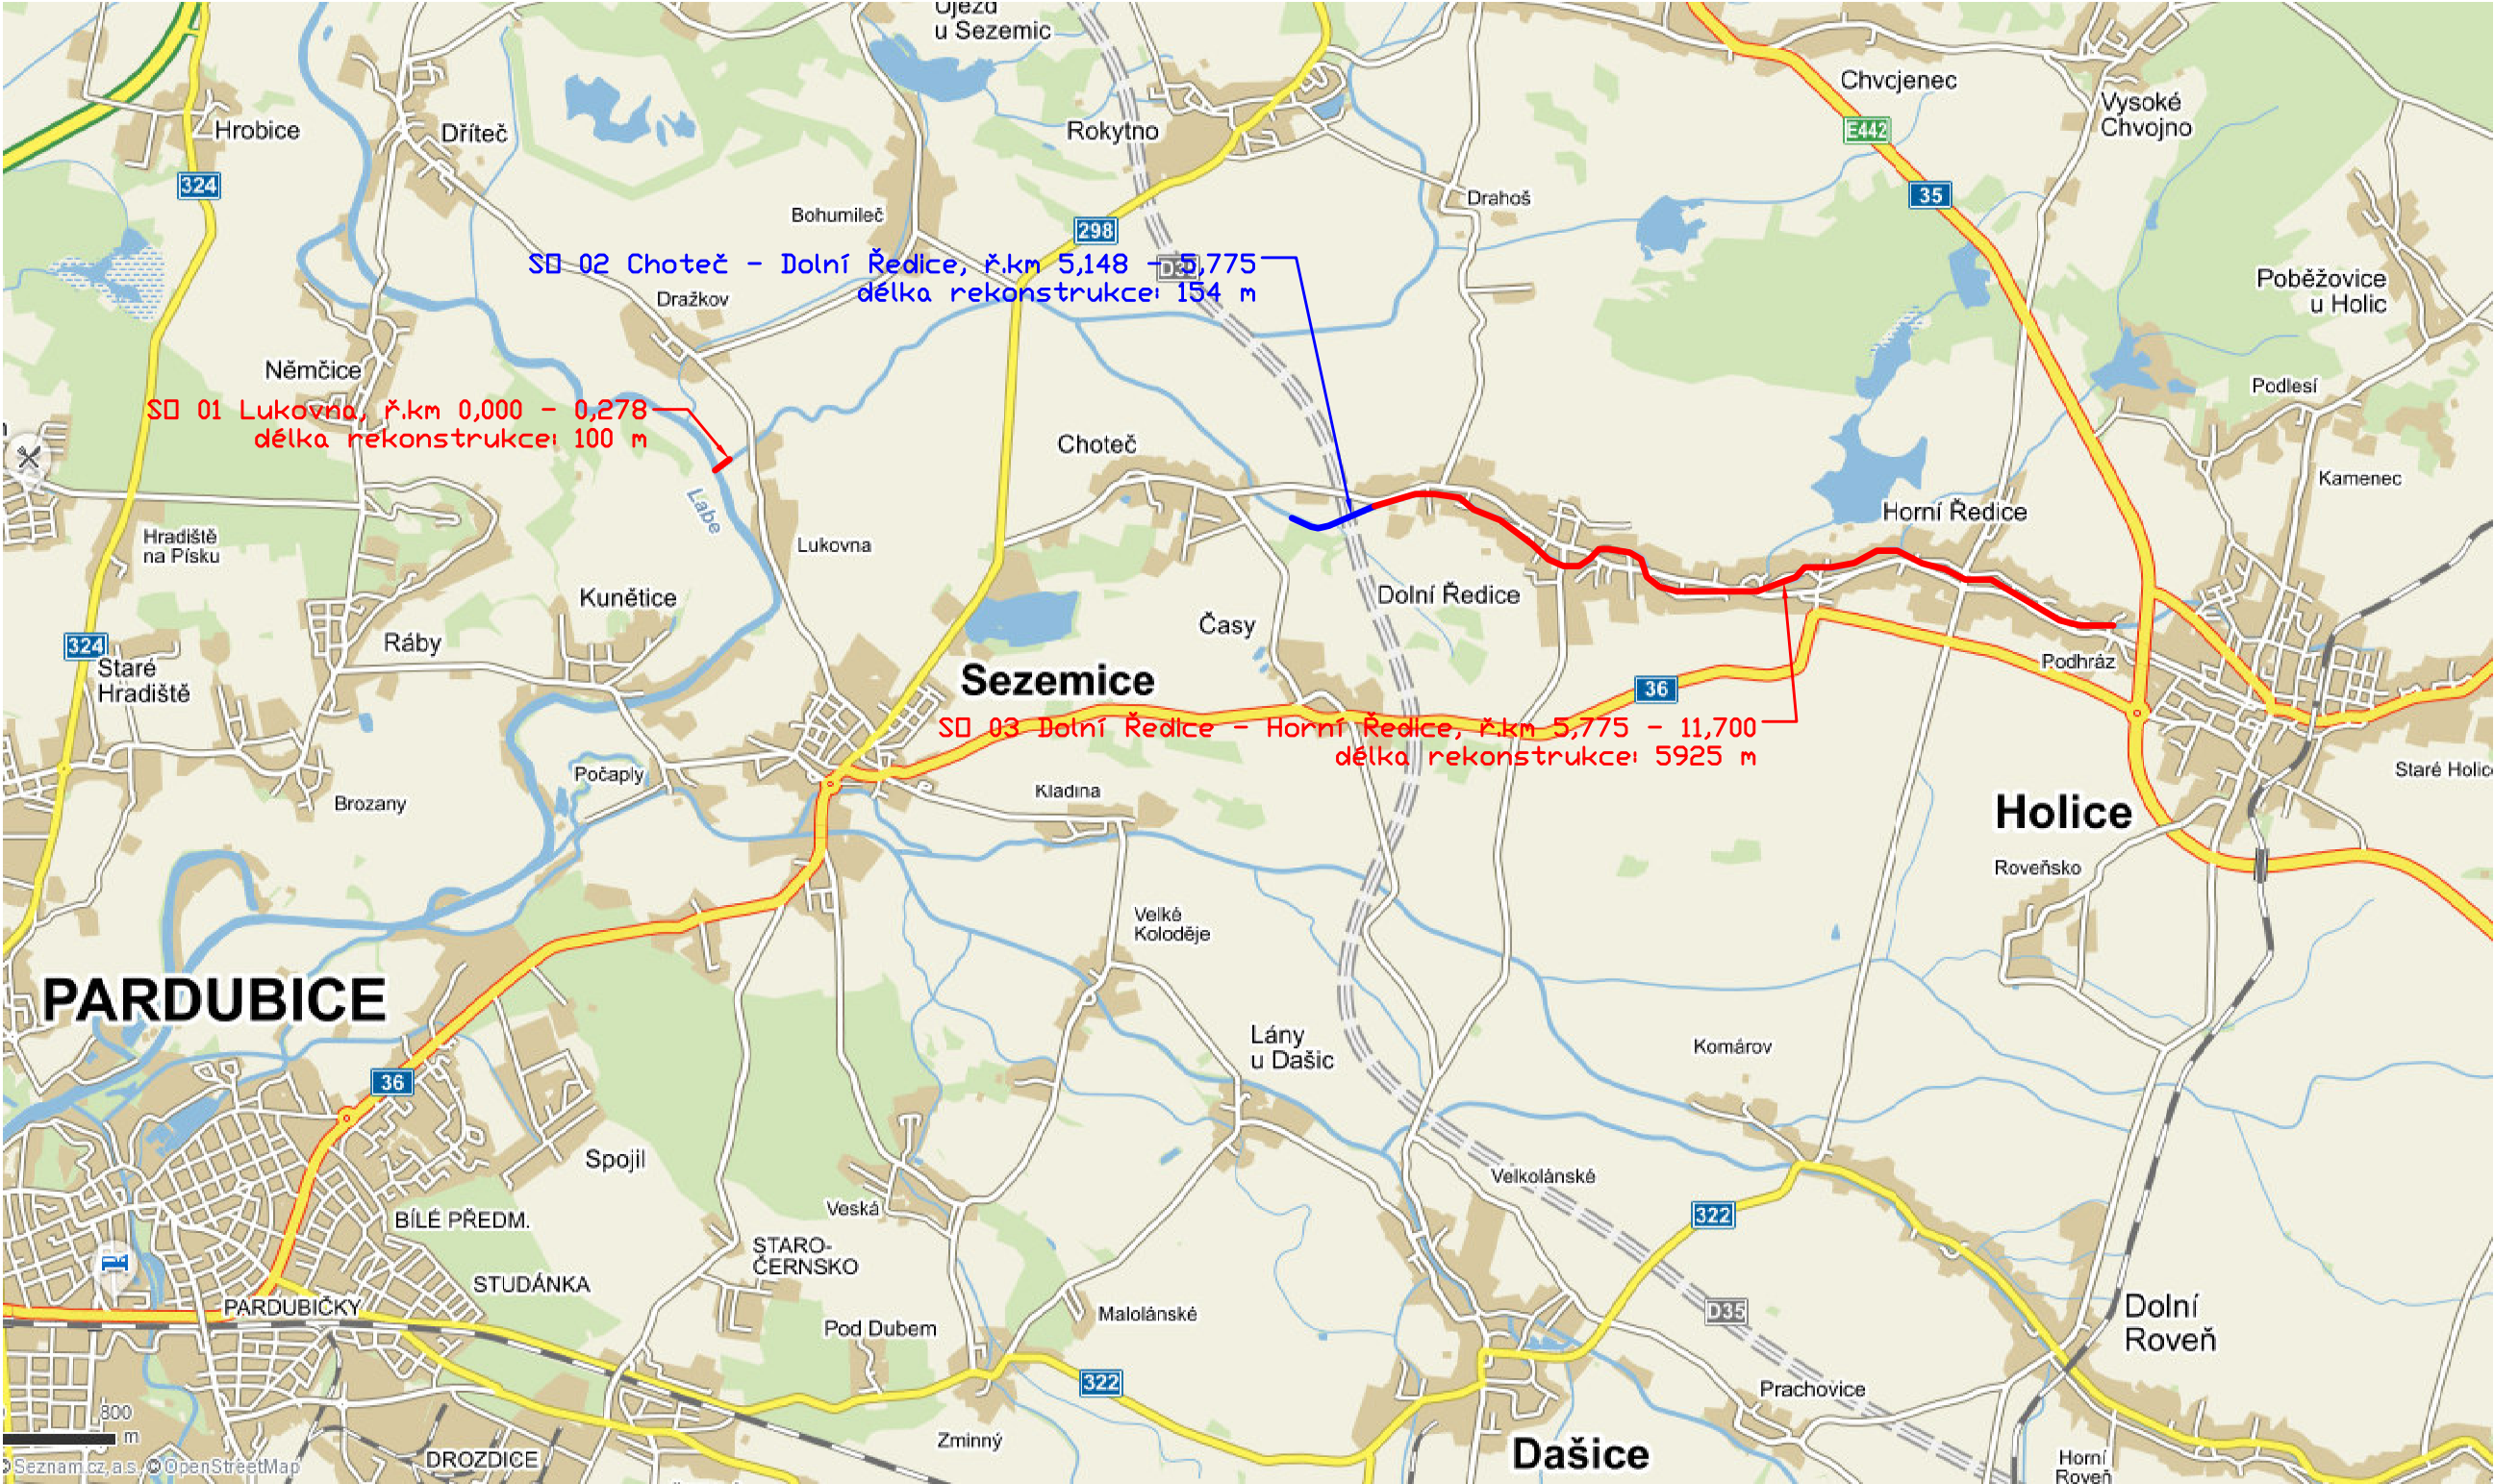 Újezd
u Sezemic
Chvcjenec
Vysoké
Chvojno
E442
Hrobice
Dříteč
Rokytno
324
35
Drahoš
Bohumileč
298
SO 02 Choteč - Dolní Ředice, ř.km 5,148 - 5,775
délka rekonstrukce: 154 m
D35
Poběžovice
u Holic
Dražkov
Němčice
Podlesí
SO 01 Lukovna, ř.km 0,000 - 0,278
délka rekonstrukce: 100 m
Choteč
Kamenec
Labe
Horní Ředice
Hradiště
na Písku
Lukovna
Kunětice
Dolní Ředice
Časy
324
Ráby
Staré
Hradiště
Sezemice
Podhráz
36
SO 03 Dolní Ředice - Horní Ředice, ř.km 5,775 - 11,700
délka rekonstrukce: 5925 m
Počaply
Brozany
Kladina
Staré Holic
Holice
Roveňsko
Velké
Koloděje
PARDUBICE
Lány
u Dašic
Komárov
36
Spojil
Velkolánské
Veská
BÍLÉ PŘEDM.
322
STARO-
ČERNSKO
STUDÁNKA
PARDUBIČKY
D35
Dolní
Roveň
Malolánské
Pod Dubem
322
Prachovice
800
m
Zminný
DROZDICE
Dašice
Horní
Roveň
© Seznam.cz, a.s., © OpenStreetMap